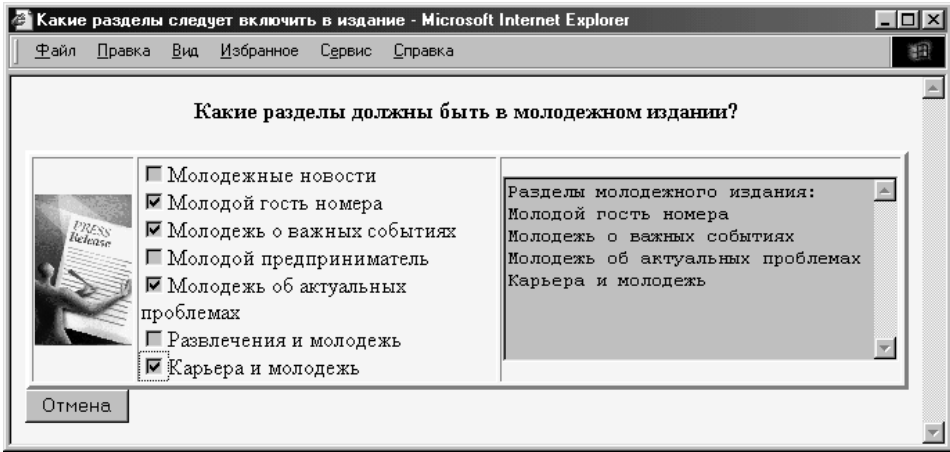 Какие разделы следует включить в издание - Microsoft Internet Explorer
Файл Правка Вид Избранное Сервис Справка
Какие разделы должны быть в молодежном издании?
PRESS
Release
Молодежные новости
Молодой гость номера
Молодежь о важных событиях
Молодой предприниматель
Молодежь об актуальных
проблемах
Развлечения и молодежь
Карьера и молодежь
Разделы молодежного издания:
Молодой гость номера
Молодежь о важных событиях
Молодежь об актуальных проблемах
Карьера и молодежь
Отмена